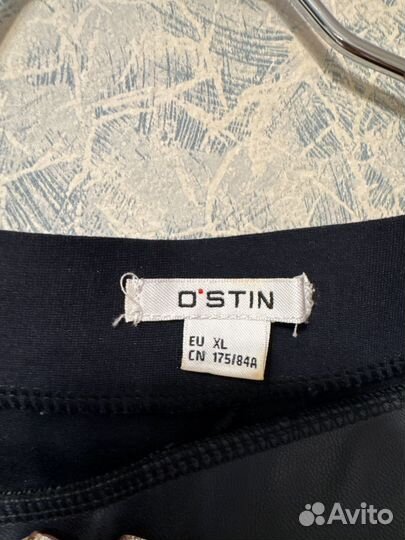 O'STIN
EU XL
CN 175/84A
Avito